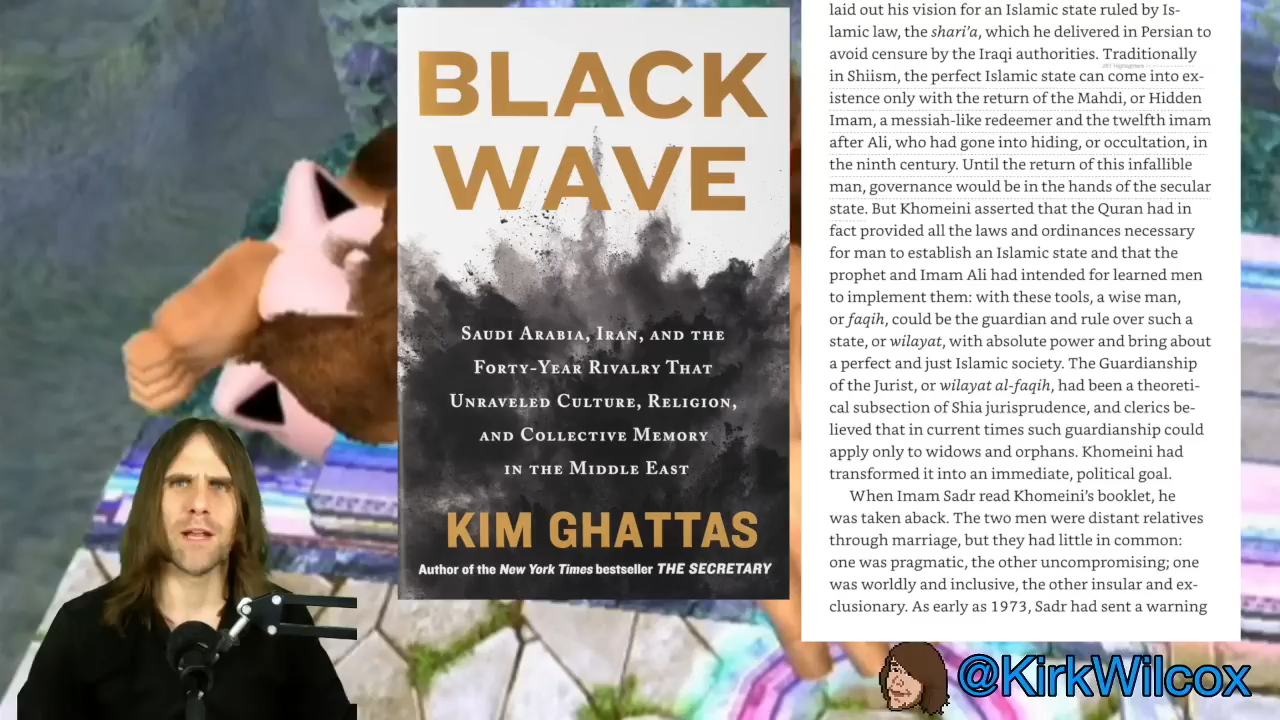 BLACK
WAVE
SAUDI ARABIA, IRAN, AND THE
FORTY-YEAR RIVALRY THAT
UNRAVELED CULTURE, RELIGION,
AND COLLECTIVE MEMORY
IN THE MIDDLE EAST
KIM GHATTAS
Author of the New York Times bestseller THE SECRETARY
laid out his vision for an Islamic state ruled by Is-
lamic law, the shari’a, which he delivered in Persian to
avoid censure by the Iraqi authorities. Traditionally
281 Highlighters
in Shiism, the perfect Islamic state can come into ex-
istence only with the return of the Mahdi, or Hidden
Imam, a messiah-like redeemer and the twelfth imam
after Ali, who had gone into hiding, or occultation, in
the ninth century. Until the return of this infallible
man, governance would be in the hands of the secular
state. But Khomeini asserted that the Quran had in
fact provided all the laws and ordinances necessary
for man to establish an Islamic state and that the
prophet and Imam Ali had intended for learned men
to implement them: with these tools, a wise man,
or faqih, could be the guardian and rule over such a
state, or wilayat, with absolute power and bring about
a perfect and just Islamic society. The Guardianship
of the Jurist, or wilayat al-faqih, had been a theoreti-
cal subsection of Shia jurisprudence, and clerics be-
lieved that in current times such guardianship could
apply only to widows and orphans. Khomeini had
transformed it into an immediate, political goal.
When Imam Sadr read Khomeini’s booklet, he
was taken aback. The two men were distant relatives
through marriage, but they had little in common:
one was pragmatic, the other uncompromising; one
was worldly and inclusive, the other insular and ex-
clusionary. As early as 1973, Sadr had sent a warning
@KirkWilcox